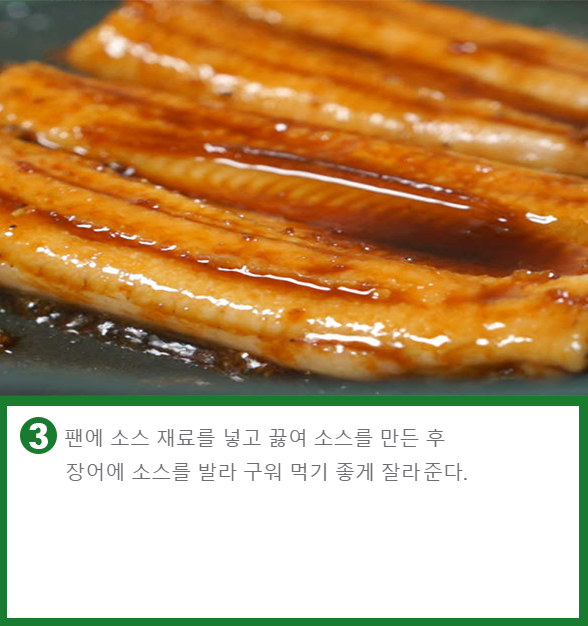 3 팬에 소스 재료를 넣고 끓여 소스를 만든 후
장어에 소스를 발라 구워 먹기 좋게 잘라준다.